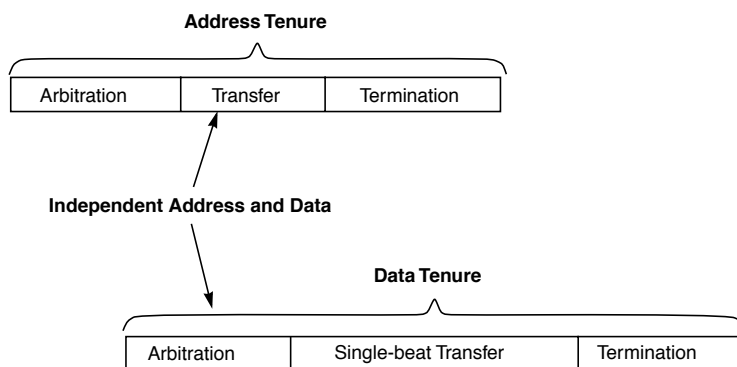 Address Tenure
Arbitration Transfer Termination
Independent Address and Data
Data Tenure
Arbitration Single-beat Transfer Termination